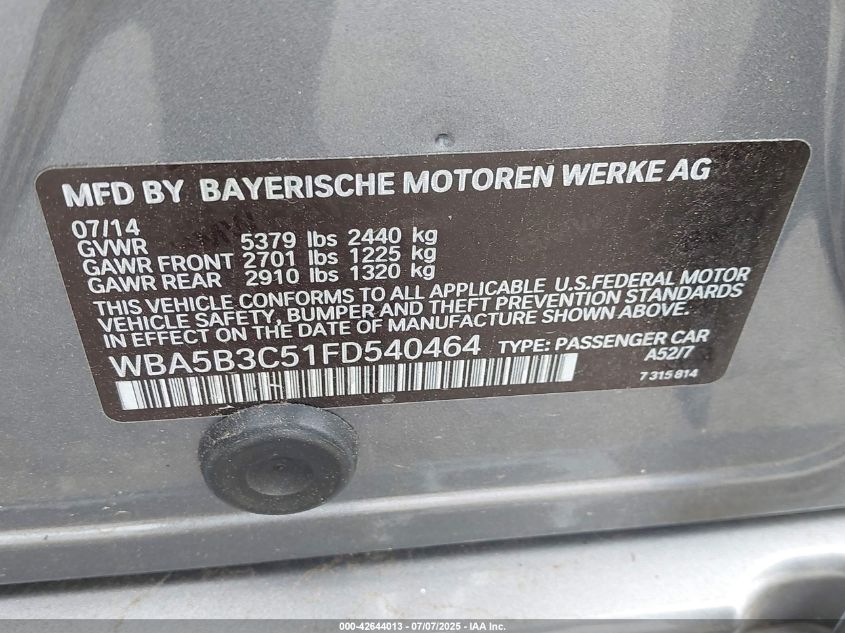 MFD BY BAYERISCHE MOTOREN WERKE AG
07/14
GVWR 5379 lbs 2440 kg
GAWR FRONT 2701 lbs 1225 kg
GAWR REAR 2910 lbs 1320 kg
THIS VEHICLE CONFORMS TO ALL APPLICABLE U.S.FEDERAL MOTOR
VEHICLE SAFETY, BUMPER AND THEFT PREVENTION STANDARDS
IN EFFECT ON THE DATE OF MANUFACTURE SHOWN ABOVE.
WBA5B3C51FD540464 TYPE: PASSENGER CAR
A52/7
7 315 814
000-42644013 - 07/07/2025 - IAA Inc.